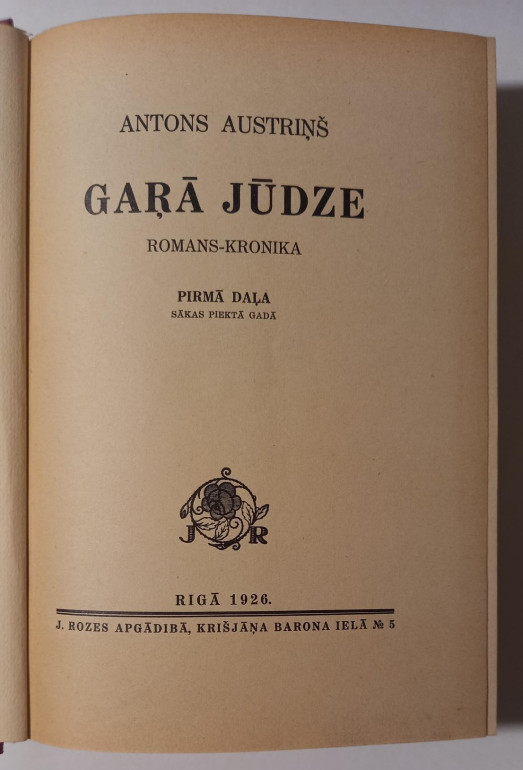 ANTONS AUSTRIŅŠ
GAŖĀ JŪDZE
ROMANS-KRONIKA
PIRMĀ DAĻA
SĀKAS PIEKTĀ GADĀ
J R
RIGĀ 1926.
J. ROZES APGĀDIBĀ, KRIŠJĀŅA BARONA IELĀ № 5